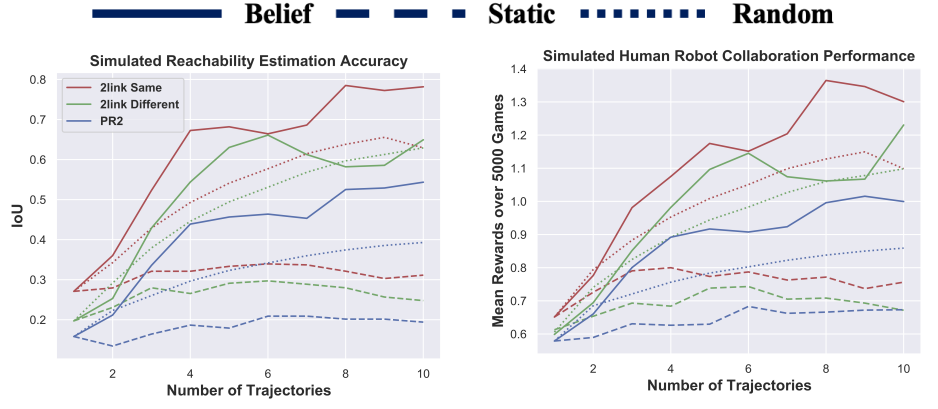 Belief Static Random
Simulated Reachability Estimation Accuracy
0.8
0.7
0.6
0.5
0.4
0.3
0.2
IoU
2link Same
2link Different
PR2
2 4 6 8 10
Number of Trajectories
Simulated Human Robot Collaboration Performance
1.4
1.3
1.2
1.1
1.0
0.9
0.8
0.7
0.6
Mean Rewards over 5000 Games
2 4 6 8 10
Number of Trajectories